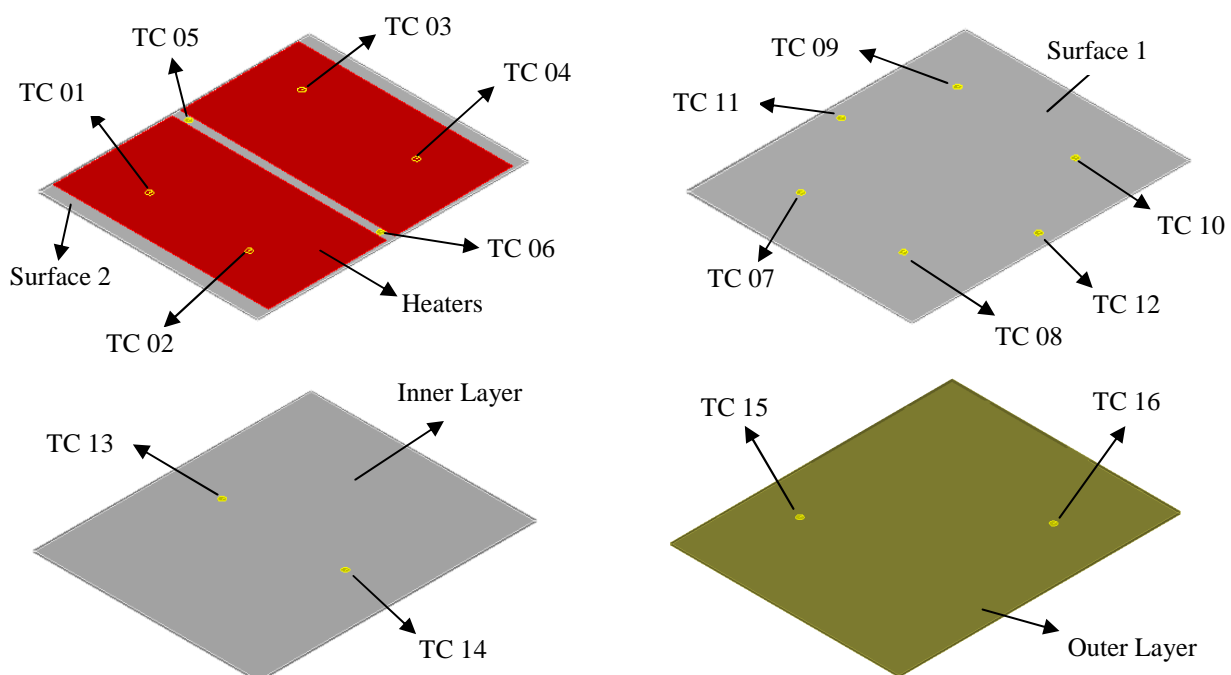 TC 05
TC 03
TC 04
TC 01
TC 06
Surface 2
Heaters
TC 02
TC 09
Surface 1
TC 11
TC 10
TC 07
TC 12
TC 08
Inner Layer
TC 13
TC 14
TC 15
TC 16
Outer Layer